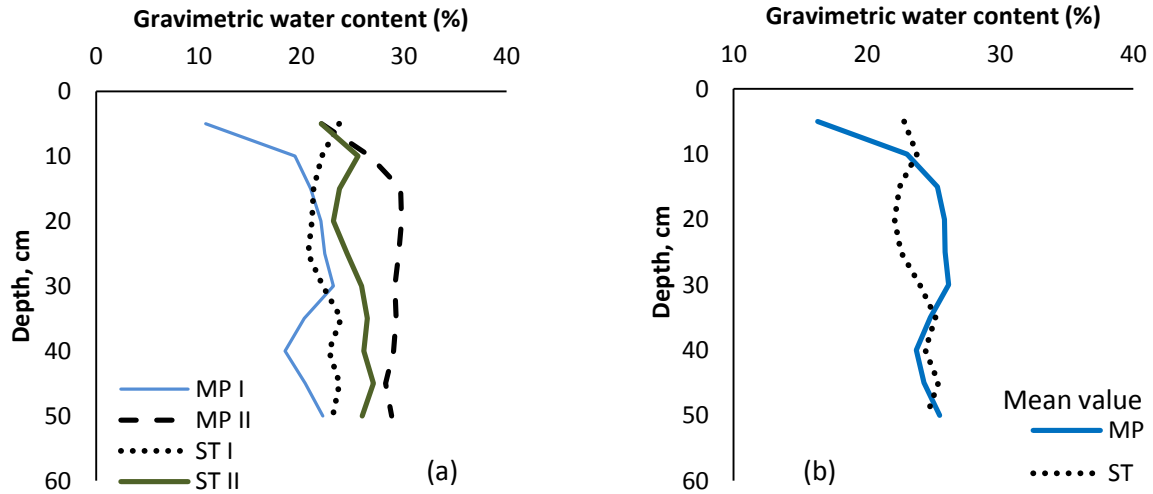 Gravimetric water content (%)
0 10 20 30 40
0
10
20
30
40
50
60
Depth, cm
MP I
MP II
ST I
ST II
(a)
Gravimetric water content (%)
10 20 30 40
0
10
20
30
40
50
60
Depth, cm
Mean value
MP
ST
(b)